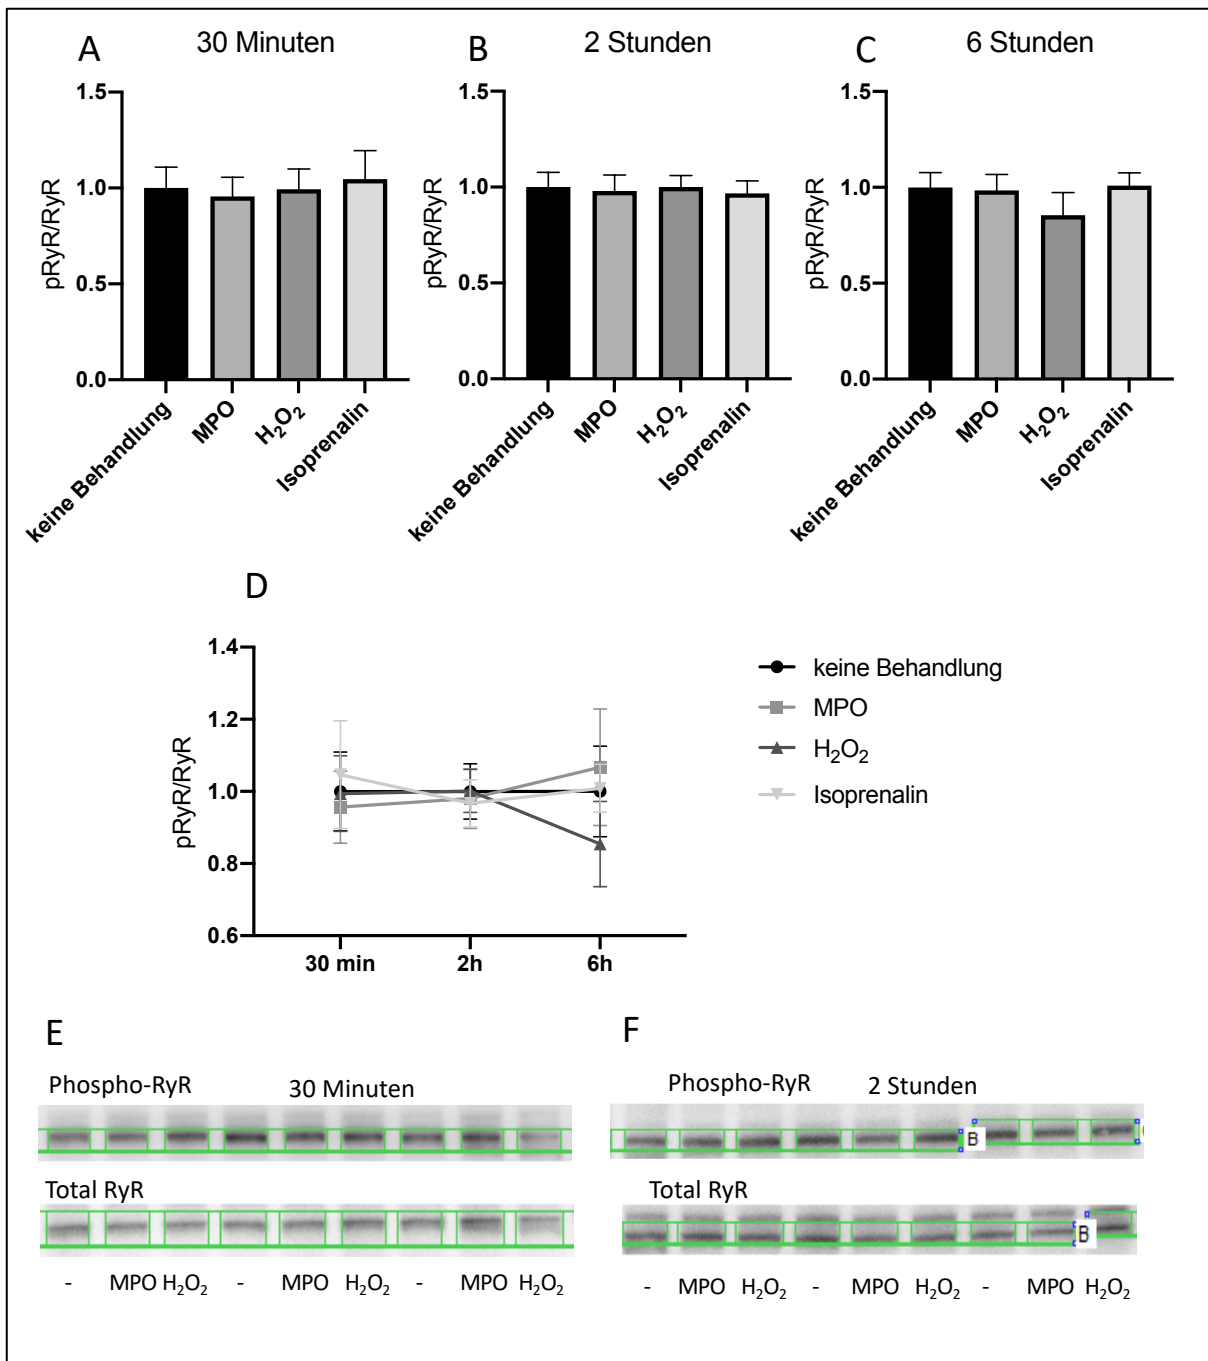 A
30 Minuten
B
2 Stunden
C
6 Stunden
1.5
1.0
0.5
0.0
pRyR/RyR
keine Behandlung
MPO
H₂O₂
Isoprenalin
1.5
1.0
0.5
0.0
pRyR/RyR
keine Behandlung
MPO
H₂O₂
Isoprenalin
1.5
1.0
0.5
0.0
pRyR/RyR
keine Behandlung
MPO
H₂O₂
Isoprenalin
D
1.4
1.2
1.0
0.8
0.6
pRyR/RyR
30 min 2h 6h
keine Behandlung
MPO
H₂O₂
Isoprenalin
E
Phospho-RyR 30 Minuten
Total RyR
- MPO H₂O₂ - MPO H₂O₂ - MPO H₂O₂
F
Phospho-RyR 2 Stunden
B
Total RyR
B
- MPO H₂O₂ - MPO H₂O₂ - MPO H₂O₂